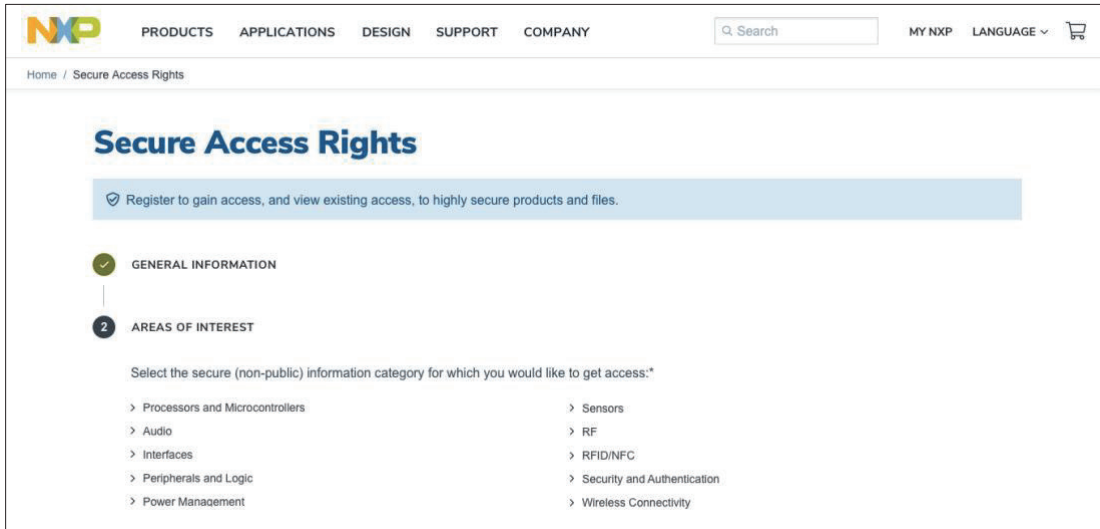 NXP PRODUCTS APPLICATIONS DESIGN SUPPORT COMPANY Search MY NXP LANGUAGE
Home / Secure Access Rights
Secure Access Rights
Register to gain access, and view existing access, to highly secure products and files.
GENERAL INFORMATION
2 AREAS OF INTEREST
Select the secure (non-public) information category for which you would like to get access:*
> Processors and Microcontrollers
> Audio
> Interfaces
> Peripherals and Logic
> Power Management
> Sensors
> RF
> RFID/NFC
> Security and Authentication
> Wireless Connectivity